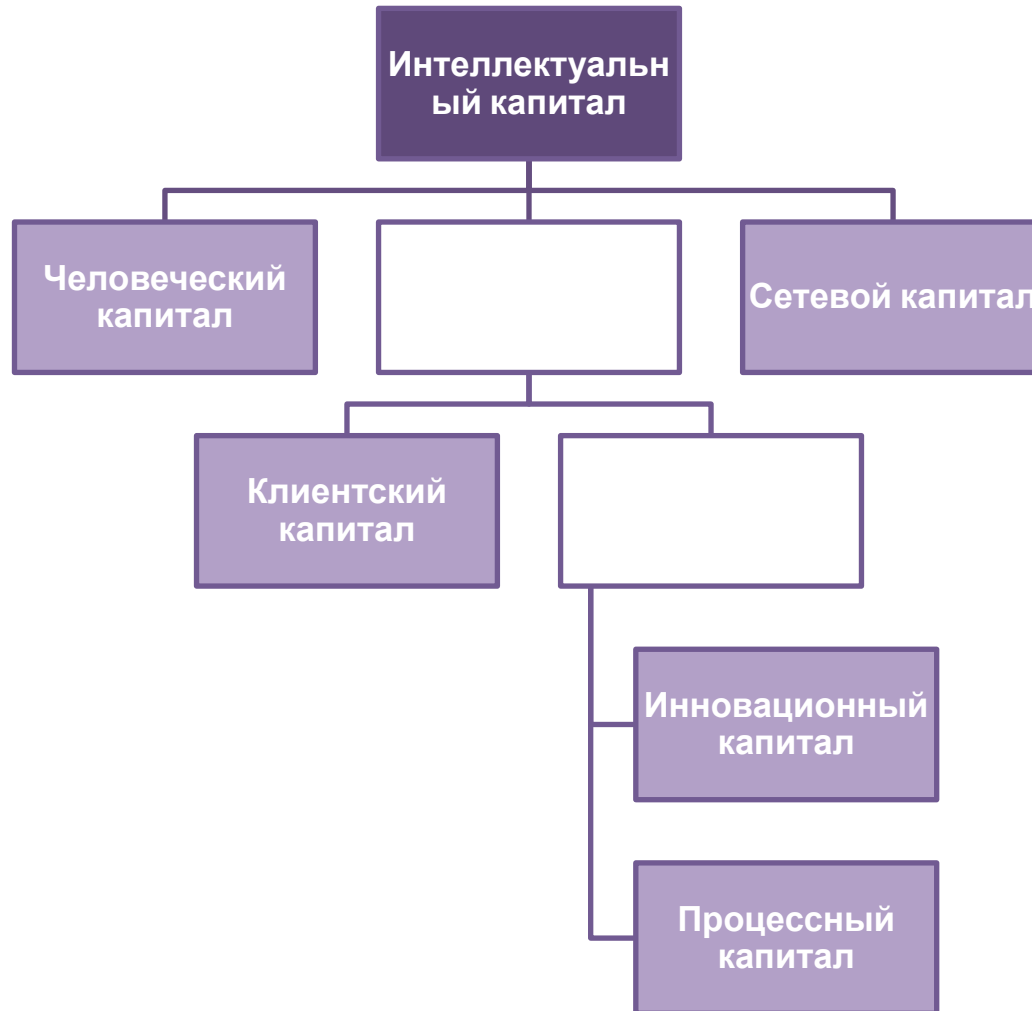 Интеллектуальн
ый капитал
Человеческий
капитал
Сетевой капитал
Клиентский
капитал
Инновационный
капитал
Процессный
капитал